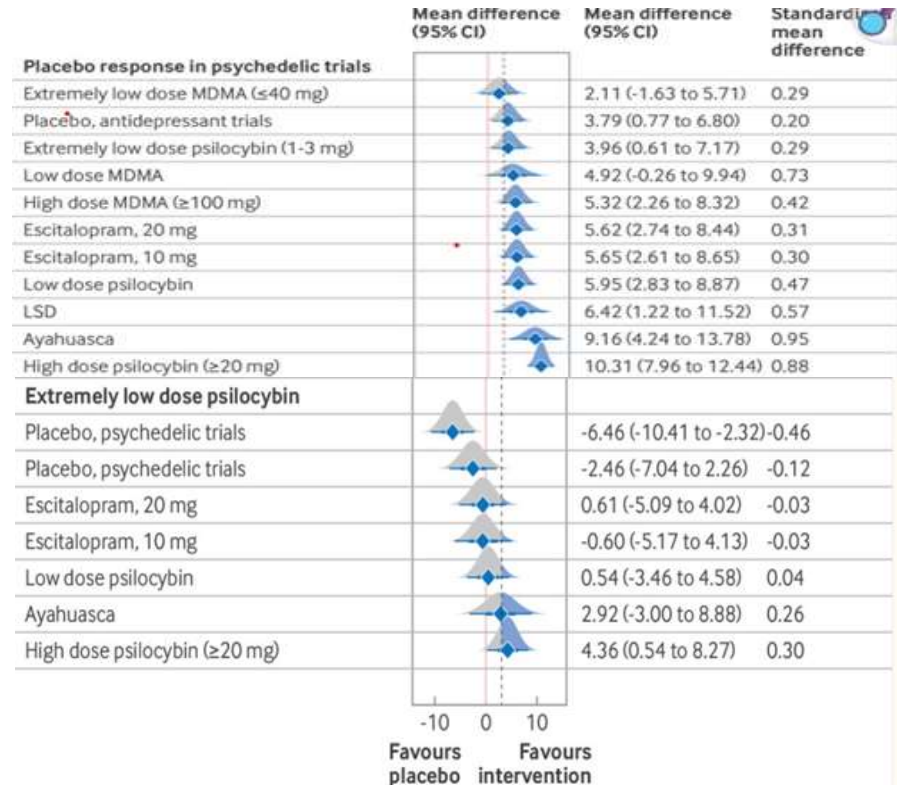 Mean difference (95% CI) Mean difference (95% CI) mean difference
Placebo response in psychedelic trials
Extremely low dose MDMA (≤40 mg) 2.11 (-1.63 to 5.71) 0.29
Placebo, antidepressant trials 3.79 (0.77 to 6.80) 0.20
Extremely low dose psilocybin (1-3 mg) 3.96 (0.61 to 7.17) 0.29
Low dose MDMA 4.92 (-0.26 to 9.94) 0.73
High dose MDMA (≥100 mg) 5.32 (2.26 to 8.32) 0.42
Escitalopram, 20 mg 5.62 (2.74 to 8.44) 0.31
Escitalopram, 10 mg 5.65 (2.61 to 8.65) 0.30
Low dose psilocybin 5.95 (2.83 to 8.87) 0.47
LSD 6.42 (1.22 to 11.52) 0.57
Ayahuasca 9.16 (4.24 to 13.78) 0.95
High dose psilocybin (≥20 mg) 10.31 (7.96 to 12.44) 0.88
Extremely low dose psilocybin
Placebo, psychedelic trials -6.46 (-10.41 to -2.32) -0.46
Placebo, psychedelic trials -2.46 (-7.04 to 2.26) -0.12
Escitalopram, 20 mg 0.61 (-5.09 to 4.02) -0.03
Escitalopram, 10 mg -0.60 (-5.17 to 4.13) -0.03
Low dose psilocybin 0.54 (-3.46 to 4.58) 0.04
Ayahuasca 2.92 (-3.00 to 8.88) 0.26
High dose psilocybin (≥20 mg) 4.36 (0.54 to 8.27) 0.30
-10 0 10
Favours placebo Favours intervention